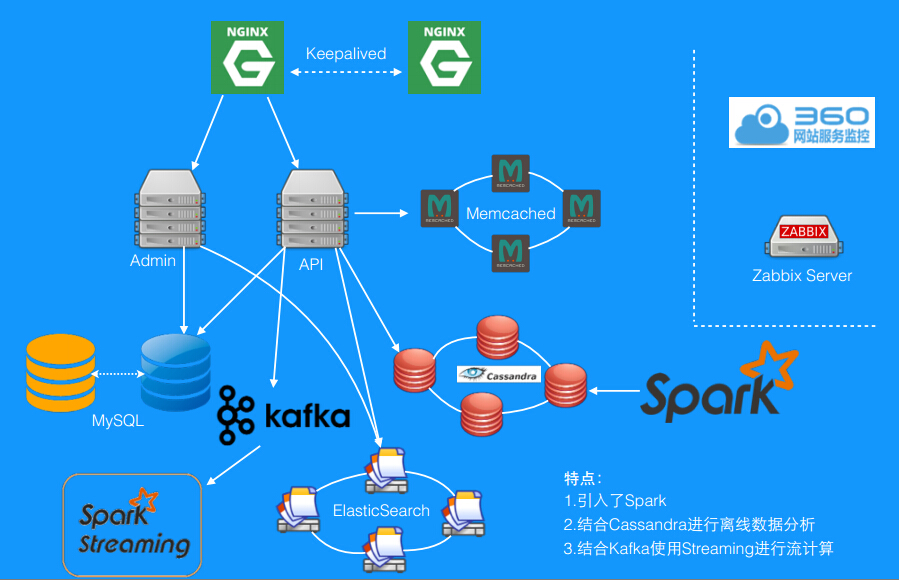 NGINX
Keepalived
NGINX
G
G
360
网站服务监控
M
MEMCACHED
M
MEMCACHED
Memcached
M
MEMCACHED
M
MEMCACHED
ZABBIX
Zabbix Server
Admin
API
Cassandra
Spark
MySQL
kafka
Spark
Streaming
ElasticSearch
特点：
1.引入了Spark
2.结合Cassandra进行离线数据分析
3.结合Kafka使用Streaming进行流计算